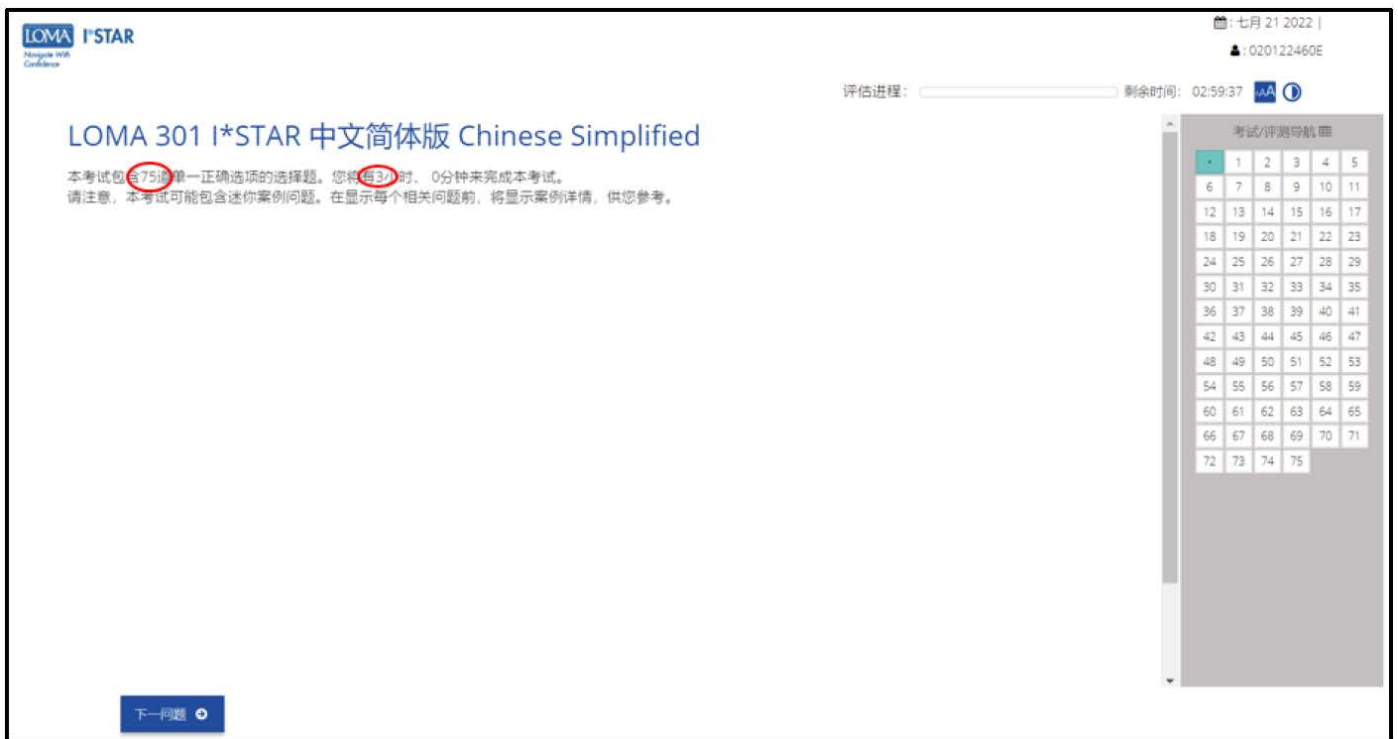 LOMA I*STAR
Navigate With
Confidence
: 七月 21 2022 |
: 020122460E
评估进程: 剩余时间: 02:59:37 AAA
LOMA 301 I*STAR 中文简体版 Chinese Simplified
本考试包含75道单一正确选项的选择题。您将有3小时、 0分钟来完成本考试。
请注意，本考试可能包含迷你案例问题。在显示每个相关问题前，将显示案例详情，供您参考。
考试/评测导航
* 1 2 3 4 5
6 7 8 9 10 11
12 13 14 15 16 17
18 19 20 21 22 23
24 25 26 27 28 29
30 31 32 33 34 35
36 37 38 39 40 41
42 43 44 45 46 47
48 49 50 51 52 53
54 55 56 57 58 59
60 61 62 63 64 65
66 67 68 69 70 71
72 73 74 75
下一问题